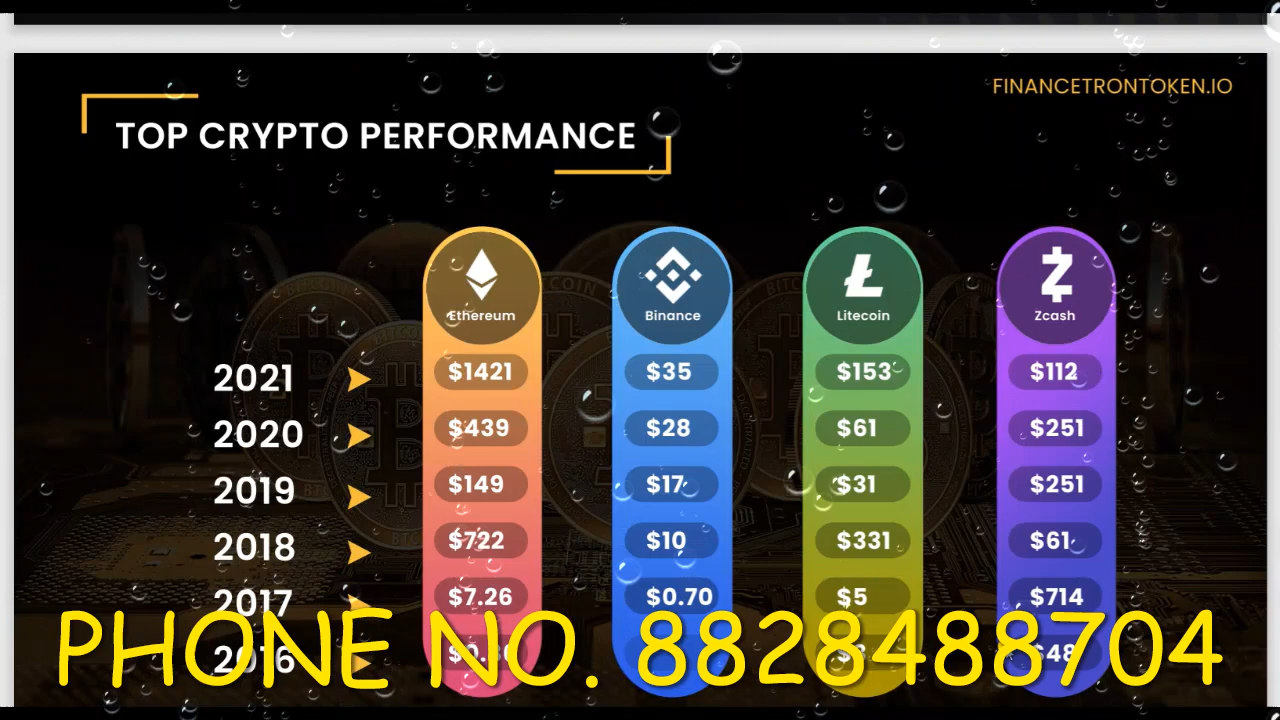 FINANCETRONTOKEN.IO
TOP CRYPTO PERFORMANCE
Ethereum Binance Litecoin Zcash
2021 $1421 $35 $153 $112
2020 $439 $28 $61 $251
2019 $149 $17 $31 $251
2018 $722 $10 $331 $61
2017 $7.26 $0.70 $5 $714
2016
PHONE NO. 8828488704